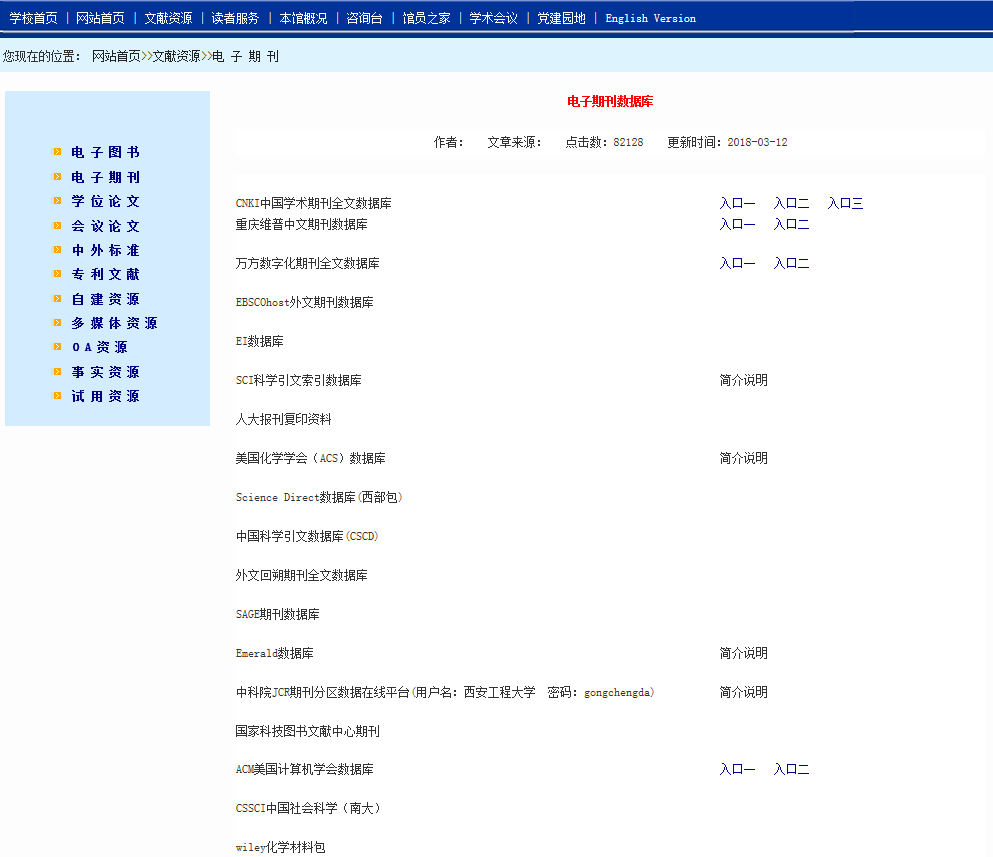 学校首页 | 网站首页 | 文献资源 | 读者服务 | 本馆概况 | 咨询台 | 馆员之家 | 学术会议 | 党建园地 | English Version
您现在的位置： 网站首页>>文献资源>>电 子 期 刊
电 子 图 书
电 子 期 刊
学 位 论 文
会 议 论 文
中 外 标 准
专 利 文 献
自 建 资 源
多 媒 体 资 源
O A 资 源
事 实 资 源
试 用 资 源
电子期刊数据库
作者： 文章来源： 点击数：82128 更新时间：2018-03-12
CNKI中国学术期刊全文数据库 入口一 入口二 入口三
重庆维普中文期刊数据库 入口一 入口二
万方数字化期刊全文数据库 入口一 入口二
EBSCOhost外文期刊数据库
EI数据库
SCI科学引文索引数据库 简介说明
人大报刊复印资料
美国化学学会（ACS）数据库 简介说明
Science Direct数据库(西部包)
中国科学引文数据库(CSCD)
外文回朔期刊全文数据库
SAGE期刊数据库
Emerald数据库 简介说明
中科院JCR期刊分区数据在线平台(用户名：西安工程大学 密码：gongchengda) 简介说明
国家科技图书文献中心期刊
ACM美国计算机学会数据库 入口一 入口二
CSSCI中国社会科学（南大）
wiley化学材料包